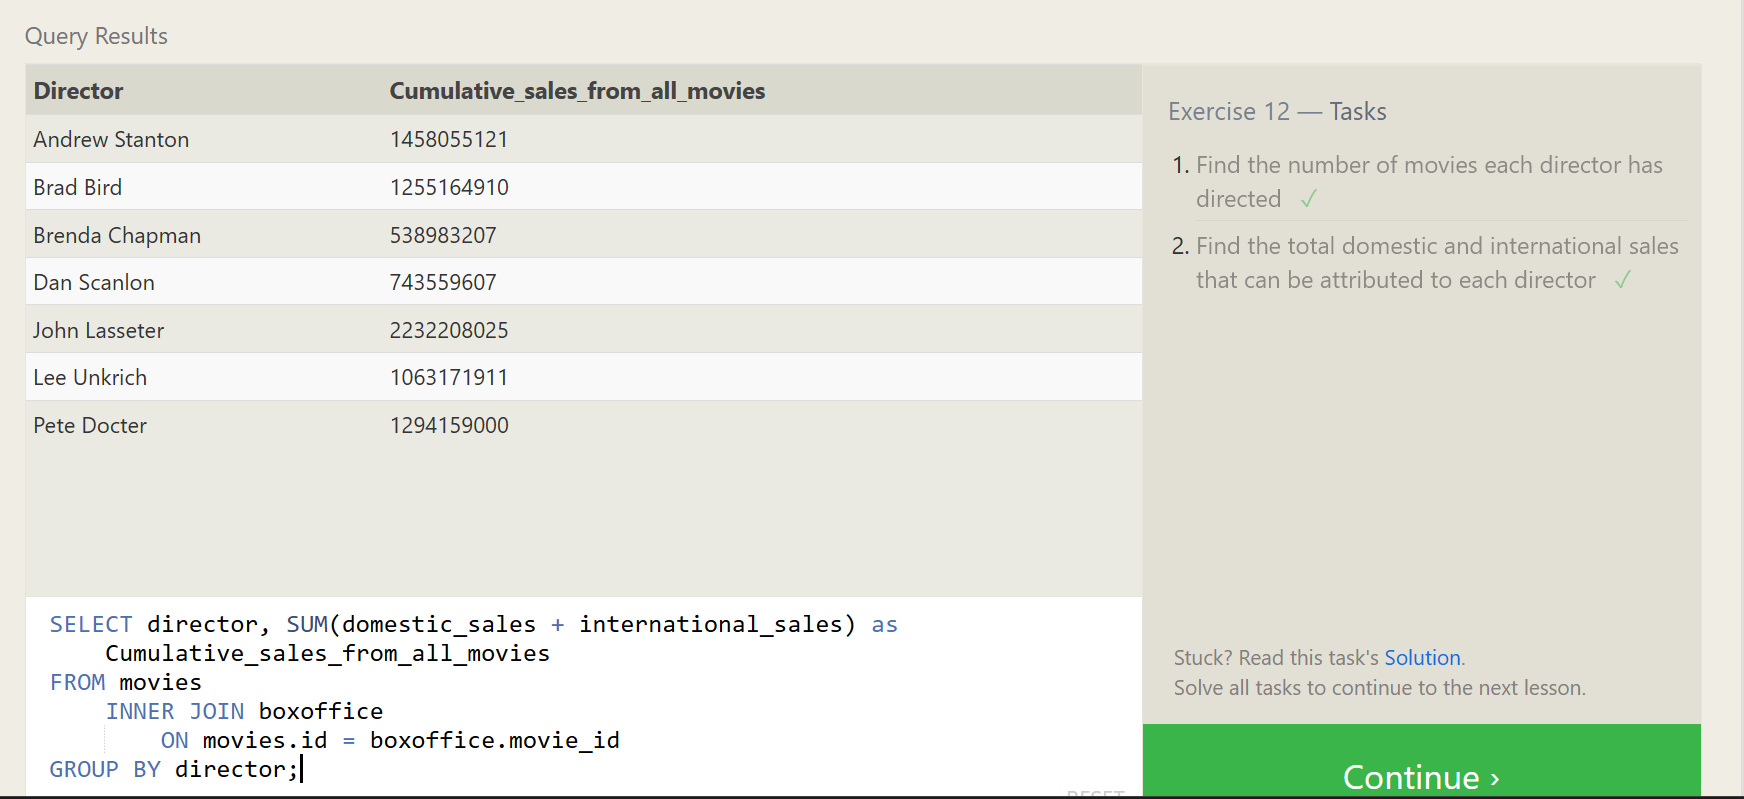 Query Results
Director Cumulative_sales_from_all_movies
Andrew Stanton 1458055121
Brad Bird 1255164910
Brenda Chapman 538983207
Dan Scanlon 743559607
John Lasseter 2232208025
Lee Unkrich 1063171911
Pete Docter 1294159000
SELECT director, SUM(domestic_sales + international_sales) as
Cumulative_sales_from_all_movies
FROM movies
INNER JOIN boxoffice
ON movies.id = boxoffice.movie_id
GROUP BY director;
RESET
Exercise 12 — Tasks
1. Find the number of movies each director has
directed ✓
2. Find the total domestic and international sales
that can be attributed to each director ✓
Stuck? Read this task's Solution.
Solve all tasks to continue to the next lesson.
Continue ›